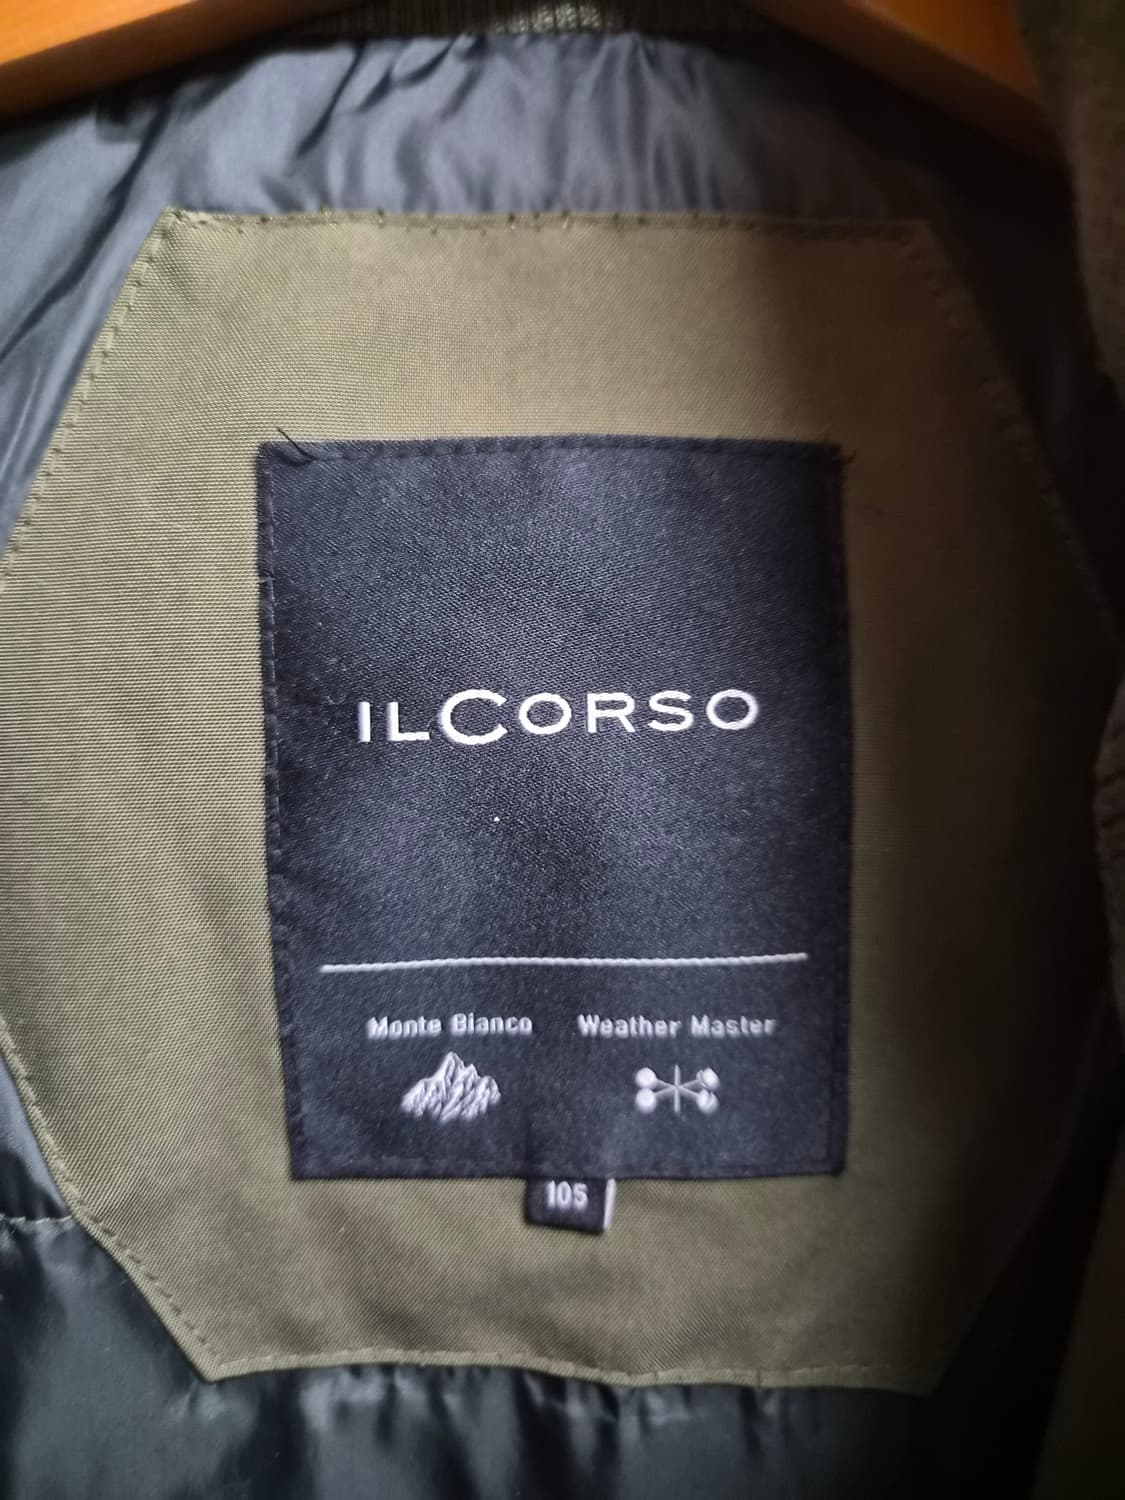 ILCORSO
Monte Bianco Weather Master
105